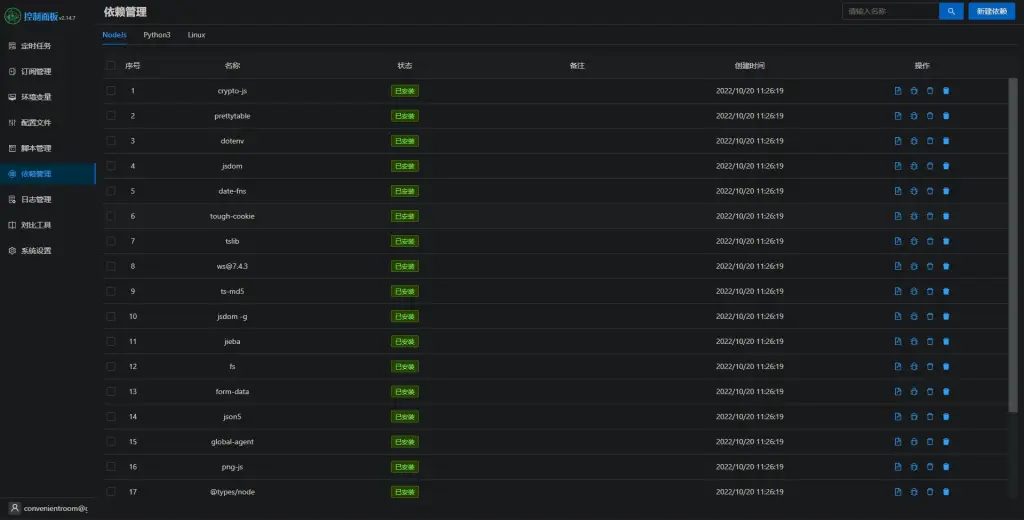 控制面板 v2.14.7
定时任务
订阅管理
环境变量
配置文件
脚本管理
依赖管理
日志管理
对比工具
系统设置
convenientroom@g
依赖管理
请输入名称
新建依赖
NodeJs Python3 Linux
序号 名称 状态 备注 创建时间 操作
1 crypto-js 已安装 2022/10/20 11:26:19
2 prettytable 已安装 2022/10/20 11:26:19
3 dotenv 已安装 2022/10/20 11:26:19
4 jsdom 已安装 2022/10/20 11:26:19
5 date-fns 已安装 2022/10/20 11:26:19
6 tough-cookie 已安装 2022/10/20 11:26:19
7 tslib 已安装 2022/10/20 11:26:19
8 ws@7.4.3 已安装 2022/10/20 11:26:19
9 ts-md5 已安装 2022/10/20 11:26:19
10 jsdom -g 已安装 2022/10/20 11:26:19
11 jieba 已安装 2022/10/20 11:26:19
12 fs 已安装 2022/10/20 11:26:19
13 form-data 已安装 2022/10/20 11:26:19
14 json5 已安装 2022/10/20 11:26:19
15 global-agent 已安装 2022/10/20 11:26:19
16 png-js 已安装 2022/10/20 11:26:19
17 @types/node 已安装 2022/10/20 11:26:19